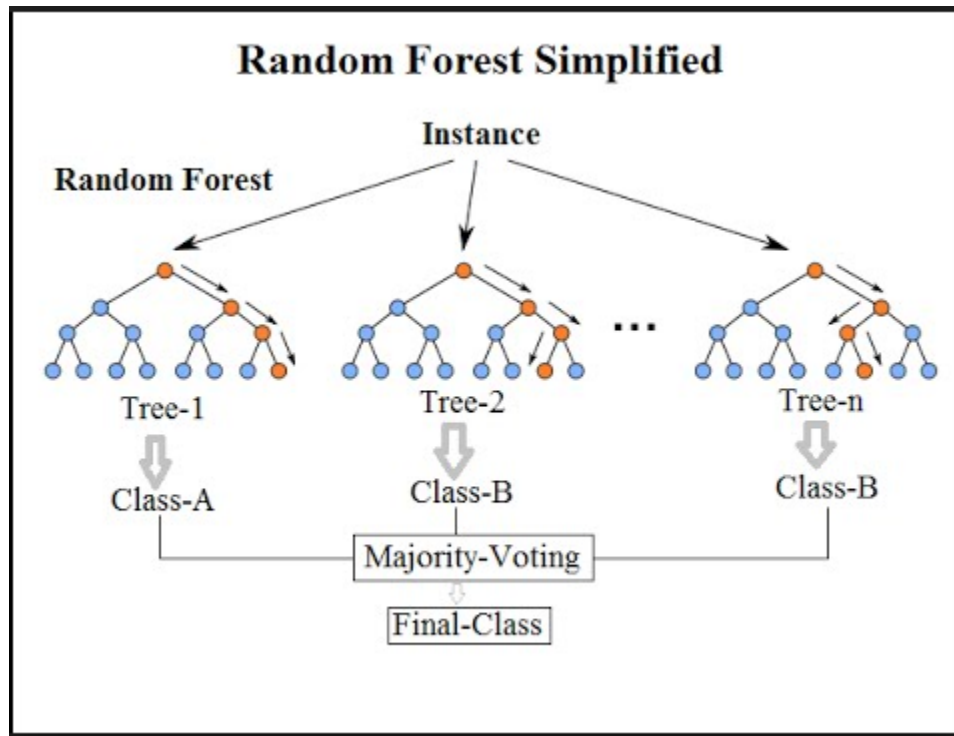 Random Forest Simplified
Instance
Random Forest
...
Tree-1
Tree-2
Tree-n
Class-A
Class-B
Class-B
Majority-Voting
Final-Class